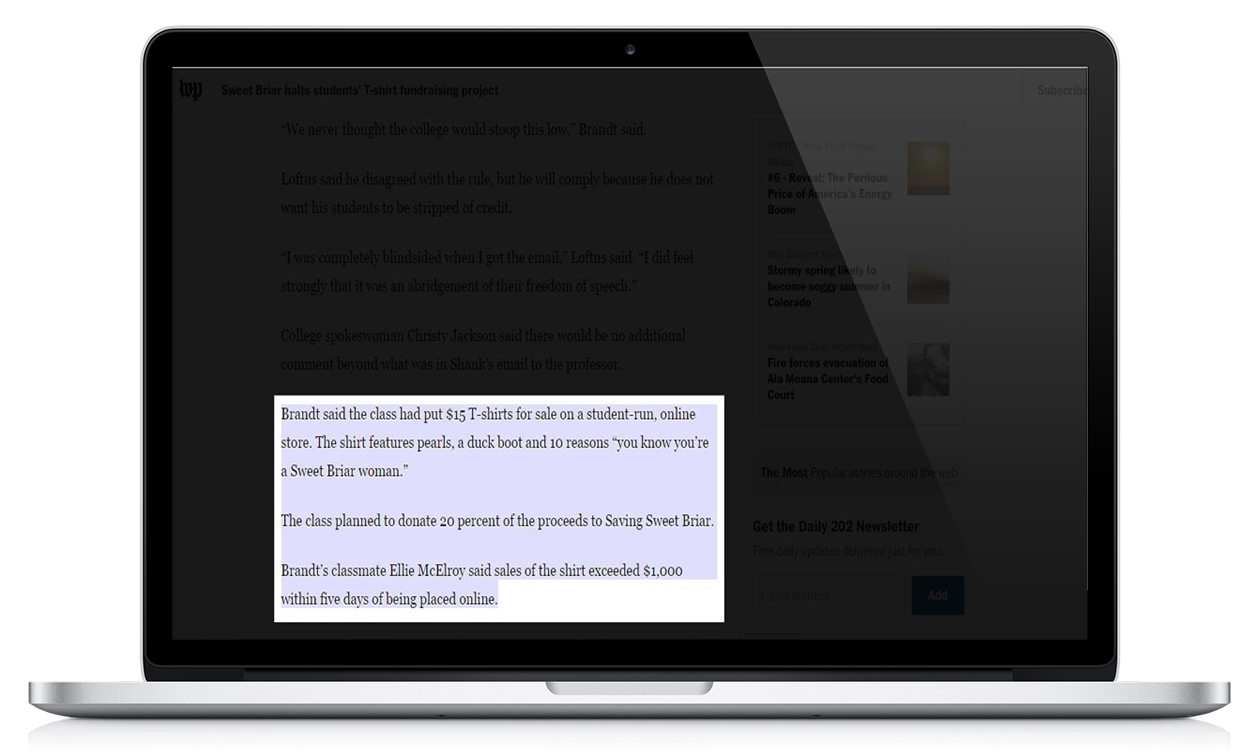 wp Sweet Briar halts students' T-shirt fundraising project Subscribe
“We never thought the college would stoop this low,” Brandt said.
Loftus said he disagreed with the rule, but he will comply because he does not
want his students to be stripped of credit.
“I was completely blindsided when I got the email,” Loftus said. “I did feel
strongly that it was an abridgement of their freedom of speech.”
College spokeswoman Christy Jackson said there would be no additional
comment beyond what was in Shank’s email to the professor.
Brandt said the class had put $15 T-shirts for sale on a student-run, online
store. The shirt features pearls, a duck boot and 10 reasons “you know you’re
a Sweet Briar woman.”
The class planned to donate 20 percent of the proceeds to Saving Sweet Briar.
Brandt’s classmate Ellie McElroy said sales of the shirt exceeded $1,000
within five days of being placed online.
New York Public
Radio
#6 - Reveal: The Perilous
Price of America's Energy
Boom
The Denver Post
Stormy spring likely to
become soggy summer in
Colorado
Honolulu Star-Advertiser
Fire forces evacuation of
Ala Moana Center's Food
Court
The Most Popular stories around the web
Get the Daily 202 Newsletter
Free daily updates delivered just for you.
E-mail address Add